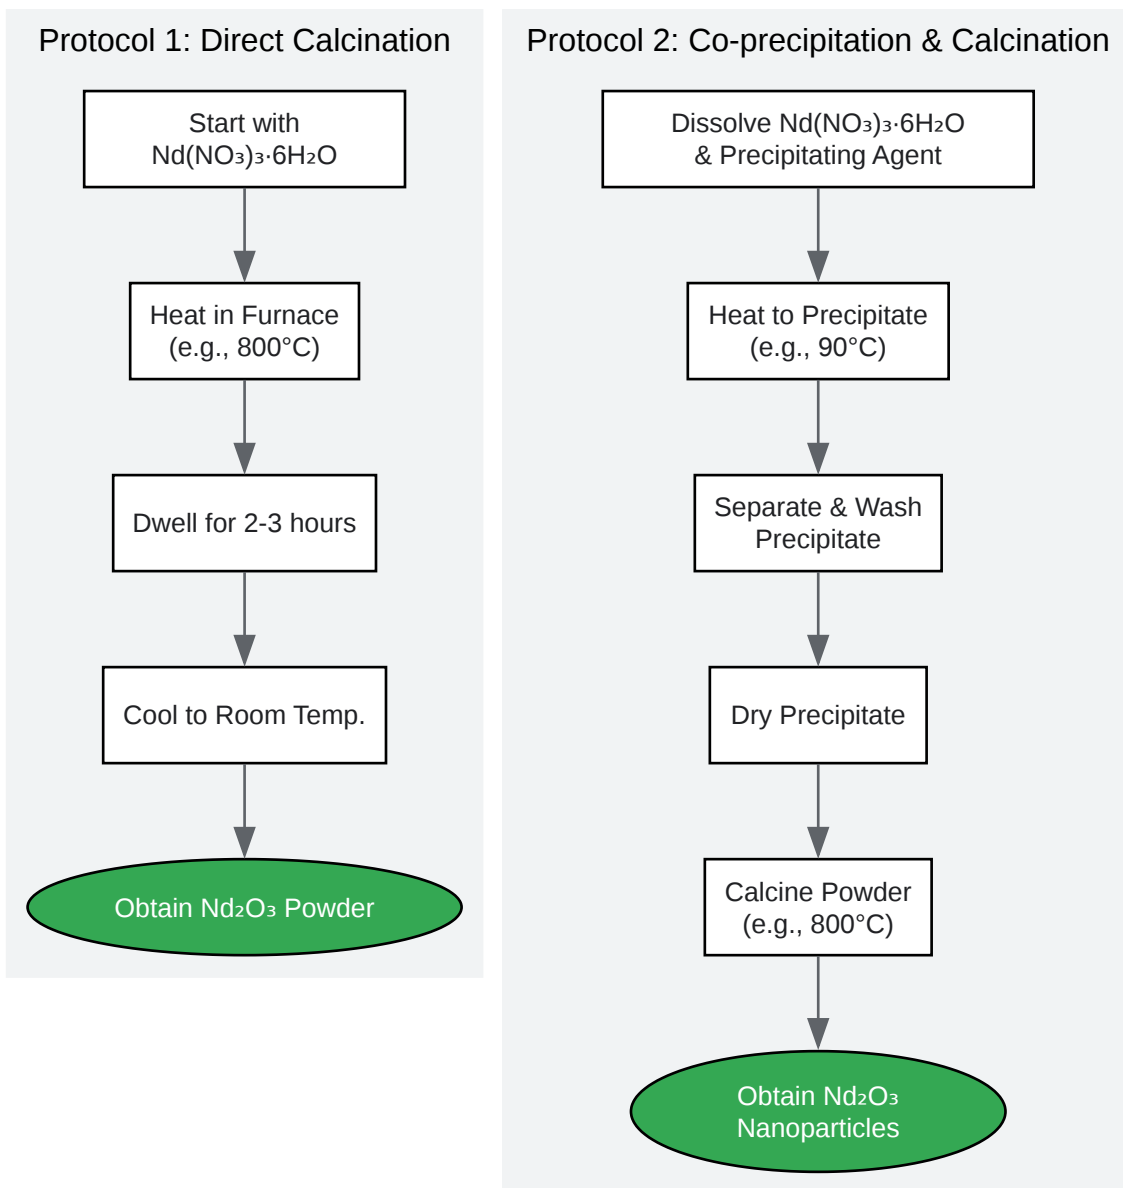 Protocol 1: Direct Calcination
Start with
Nd(NO₃)₃·6H₂O
Heat in Furnace
(e.g., 800°C)
Dwell for 2-3 hours
Cool to Room Temp.
Obtain Nd₂O₃ Powder
Protocol 2: Co-precipitation & Calcination
Dissolve Nd(NO₃)₃·6H₂O
& Precipitating Agent
Heat to Precipitate
(e.g., 90°C)
Separate & Wash
Precipitate
Dry Precipitate
Calcine Powder
(e.g., 800°C)
Obtain Nd₂O₃
Nanoparticles